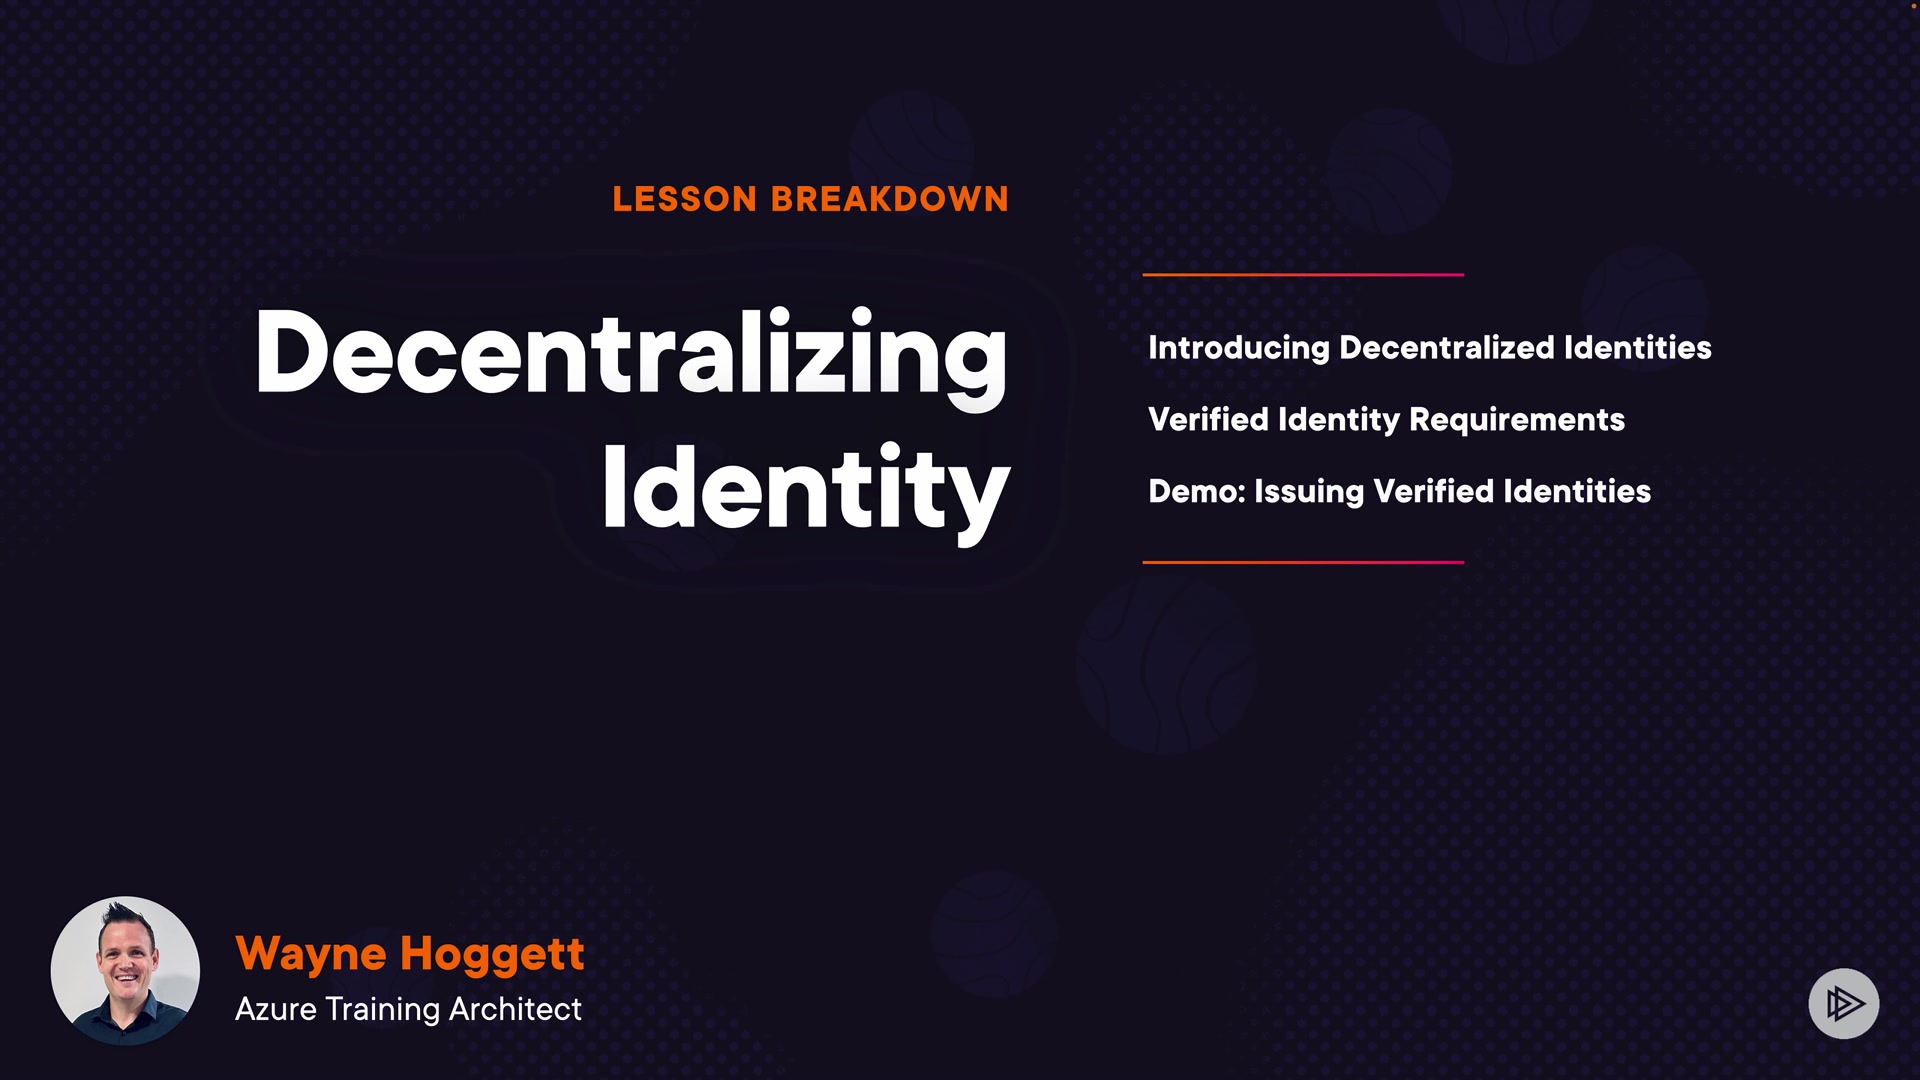 LESSON BREAKDOWN
Decentralizing
Identity
Introducing Decentralized Identities
Verified Identity Requirements
Demo: Issuing Verified Identities
Wayne Hoggett
Azure Training Architect